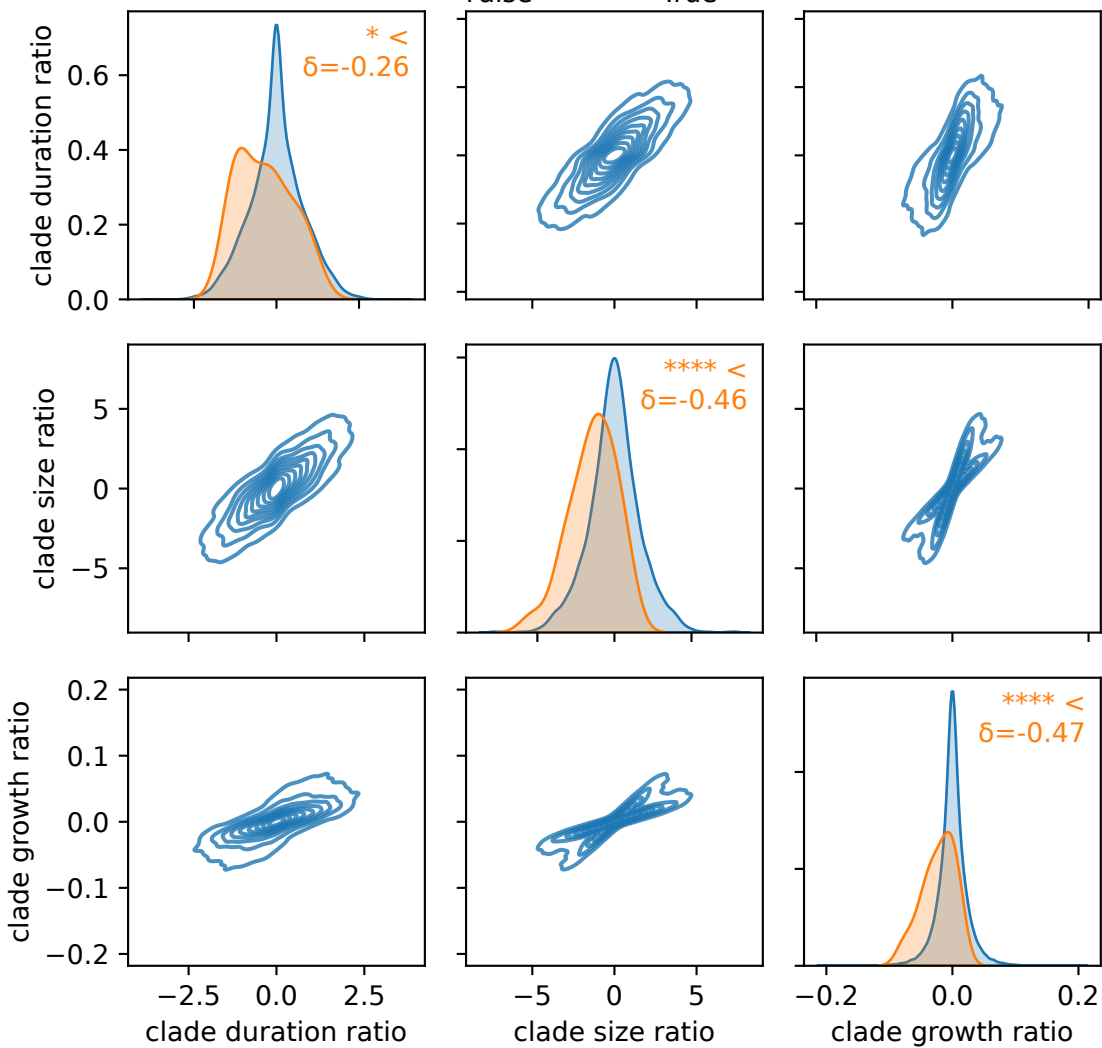 clade duration ratio
0.6
0.4
0.2
0.0
* <
δ=-0.26
clade size ratio
5
0
−5
**** <
δ=-0.46
clade growth ratio
0.2
0.1
0.0
−0.1
−0.2
**** <
δ=-0.47
−2.5 0.0 2.5
−5 0 5
−0.2 0.0 0.2
clade duration ratio
clade size ratio
clade growth ratio